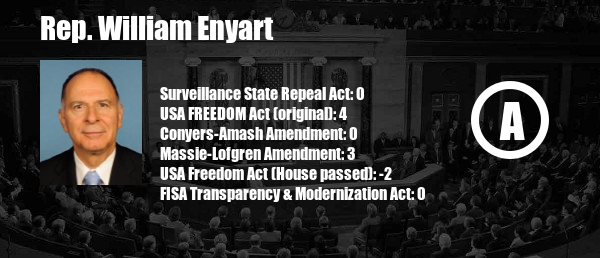 Rep. William Enyart
Surveillance State Repeal Act: 0
USA FREEDOM Act (original): 4
Conyers-Amash Amendment: 0
Massie-Lofgren Amendment: 3
USA Freedom Act (House passed): -2
FISA Transparency & Modernization Act: 0
A